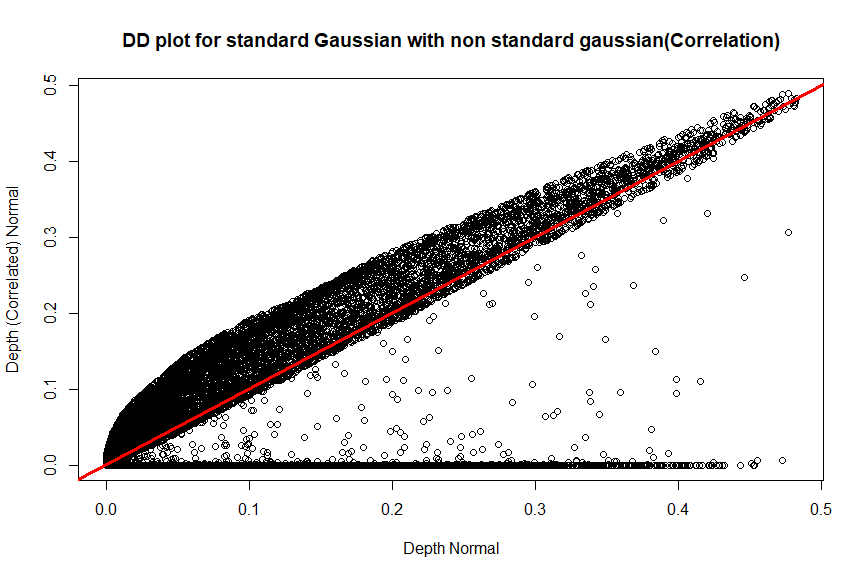 DD plot for standard Gaussian with non standard gaussian(Correlation)
0.5
0.4
0.3
0.2
0.1
0.0
Depth (Correlated) Normal
0.0 0.1 0.2 0.3 0.4 0.5
Depth Normal